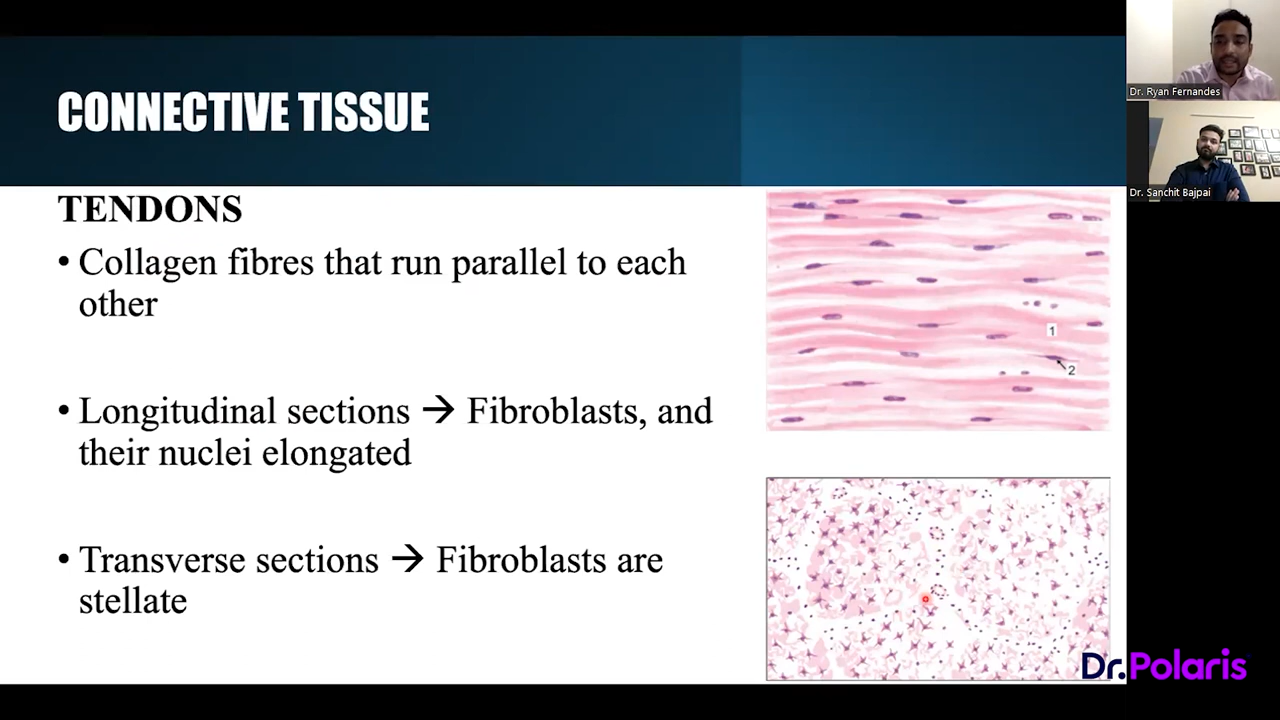 CONNECTIVE TISSUE
TENDONS
• Collagen fibres that run parallel to each
other
• Longitudinal sections → Fibroblasts, and
their nuclei elongated
• Transverse sections → Fibroblasts are
stellate
1
2
Dr. Ryan Fernandes
Dr. Sanchit Bajpai
Dr.Polaris